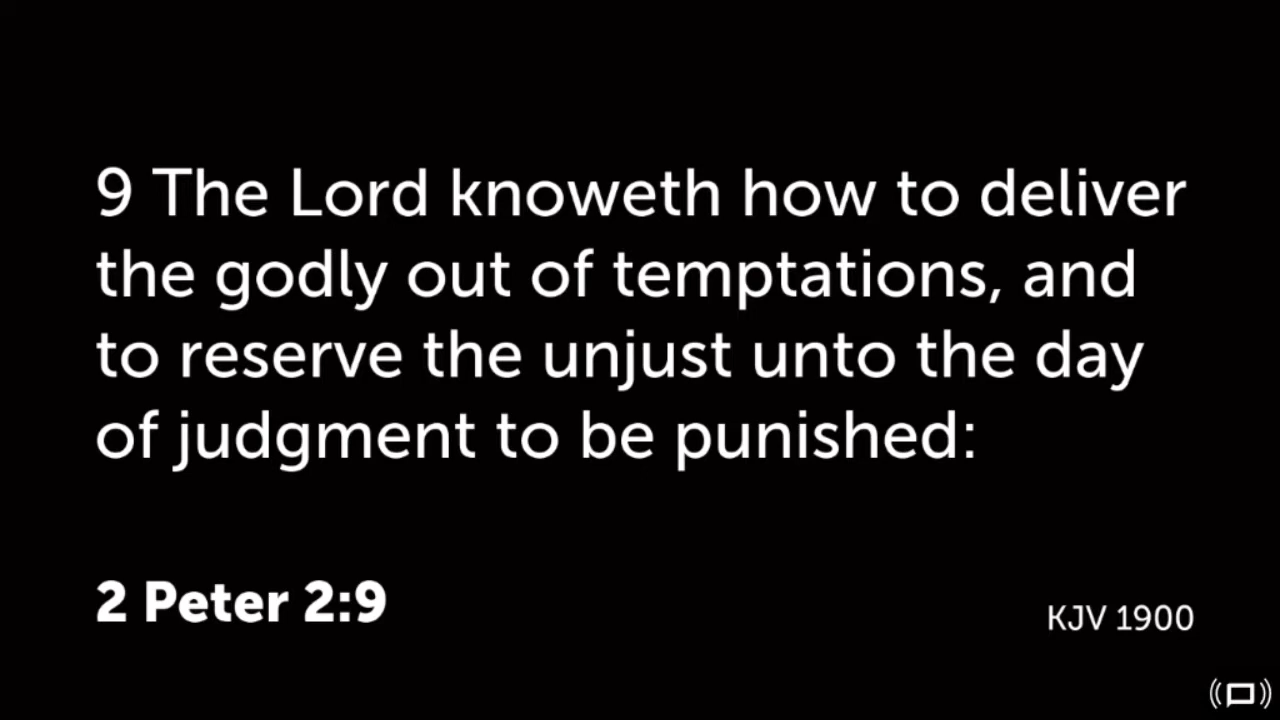 9 The Lord knoweth how to deliver
the godly out of temptations, and
to reserve the unjust unto the day
of judgment to be punished:
2 Peter 2:9
KJV 1900